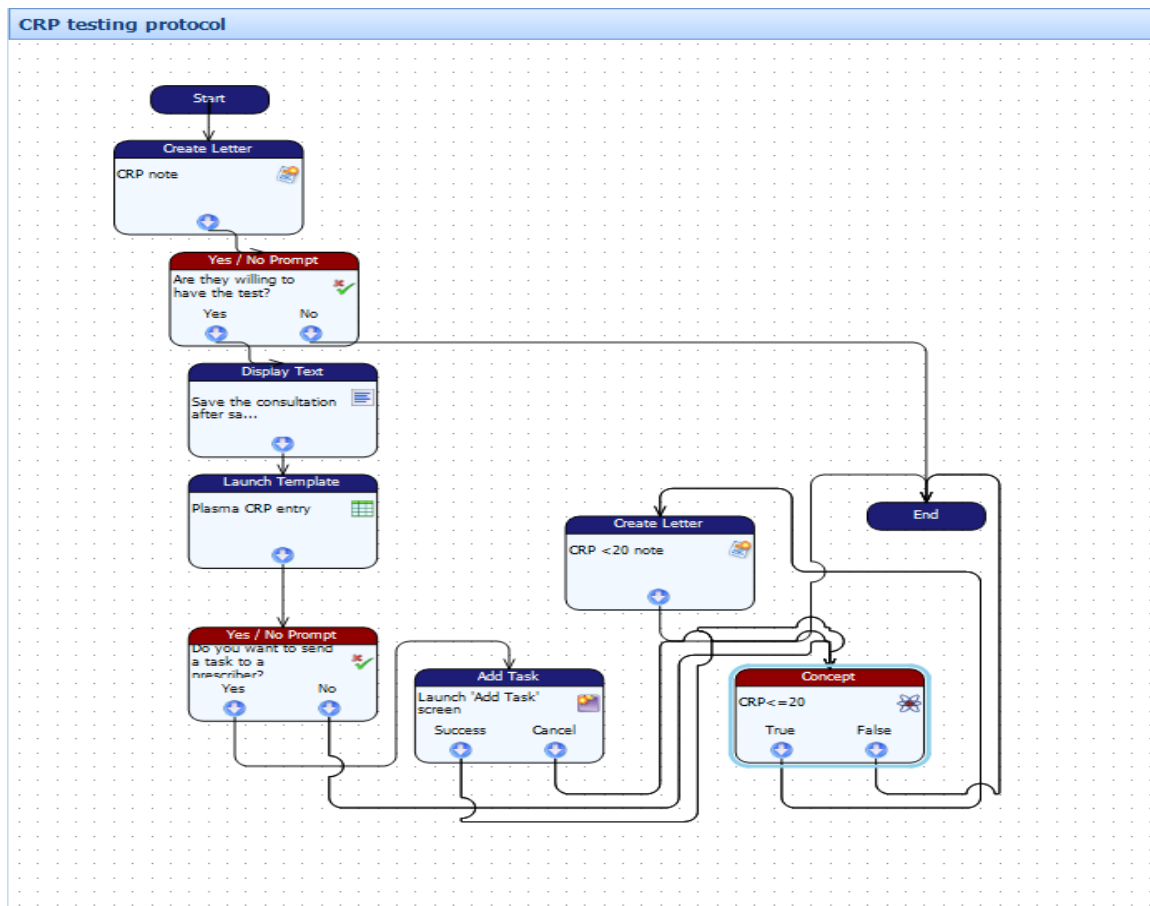 CRP testing protocol
Start
Create Letter
CRP note
Yes / No Prompt
Are they willing to
have the test?
Yes No
Display Text
Save the consultation
after sa...
Launch Template
Plasma CRP entry
Create Letter
CRP <20 note
End
Yes / No Prompt
Do you want to send
a task to a
prescriber?
Yes No
Add Task
Launch 'Add Task'
screen
Success Cancel
Concept
CRP<=20
True False